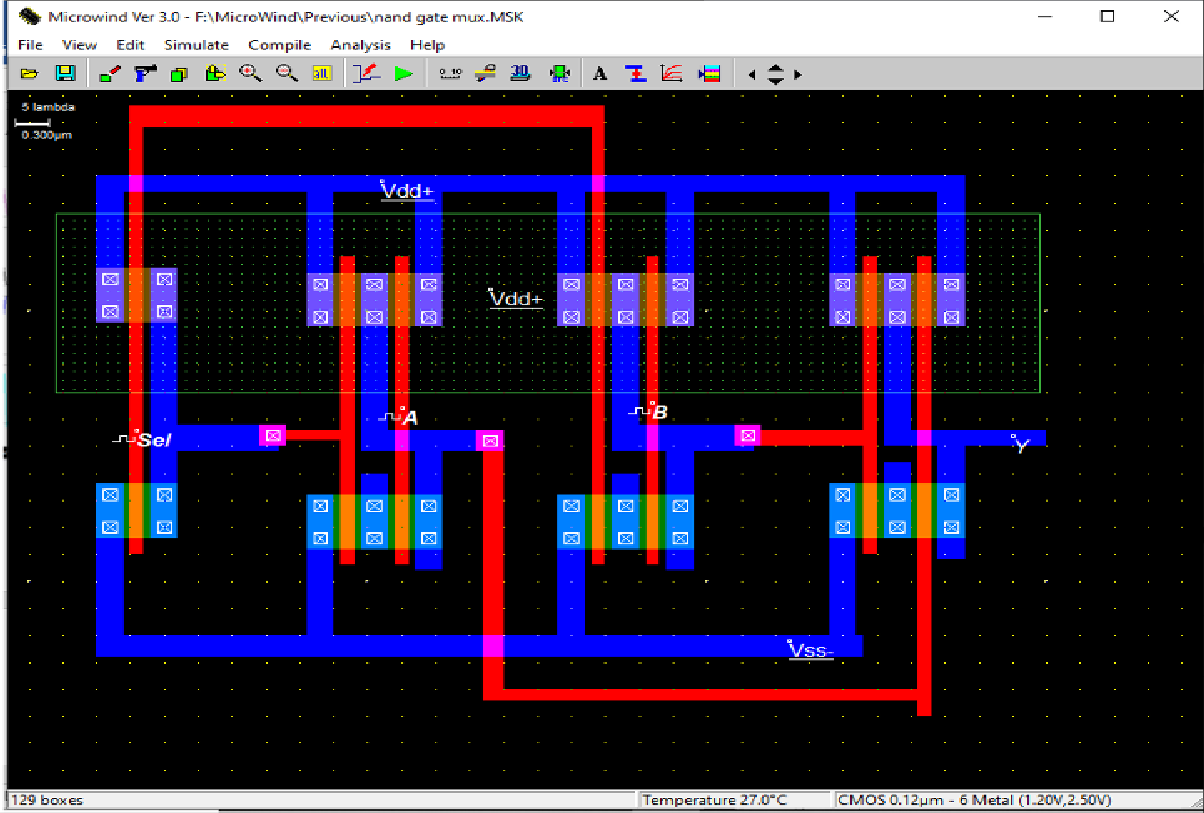 Microwind Ver 3.0 - F:\MicroWind\Previous\nand gate mux.MSK
File View Edit Simulate Compile Analysis Help
5 lambda
0.300µm
Vdd+
Vdd+
A
B
Sel
Y
Vss-
129 boxes
Temperature 27.0°C
CMOS 0.12µm - 6 Metal (1.20V,2.50V)